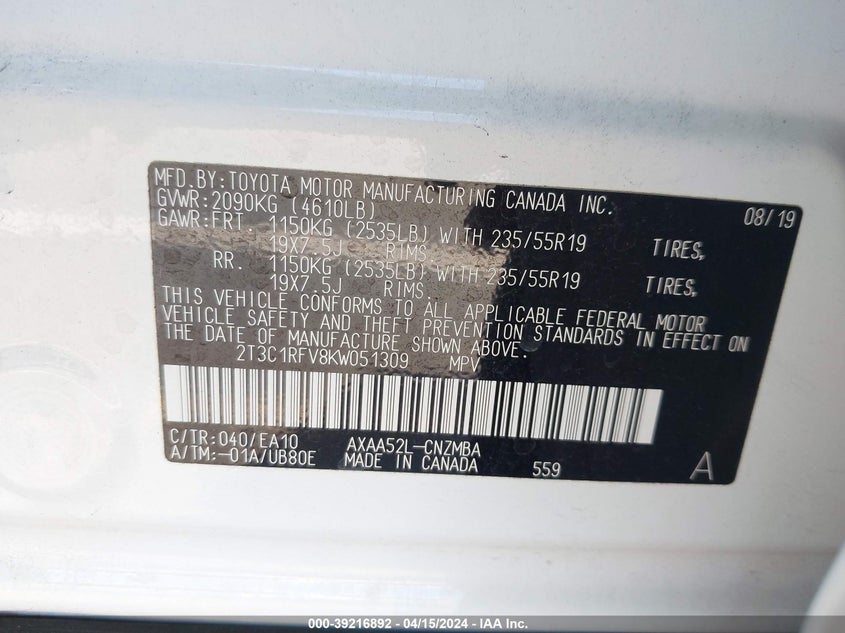 MFD.BY:TOYOTA MOTOR MANUFACTURING CANADA INC. 08/19
GVWR:2090KG (4610LB)
GAWR:FRT. 1150KG (2535LB) WITH 235/55R19 TIRES,
19X7.5J RIMS,
RR. 1150KG (2535LB) WITH 235/55R19 TIRES,
19X7.5J RIMS,
THIS VEHICLE CONFORMS TO ALL APPLICABLE FEDERAL MOTOR
VEHICLE SAFETY AND THEFT PREVENTION STANDARDS IN EFFECT ON
THE DATE OF MANUFACTURE SHOWN ABOVE.
2T3C1RFV8KW051309 MPV
C/TR:040/EA10 AXAA52L-CNZMBA
A/TM:-01A/UB80E MADE IN CANADA 559 A
000-39216892 - 04/15/2024 - IAA Inc.